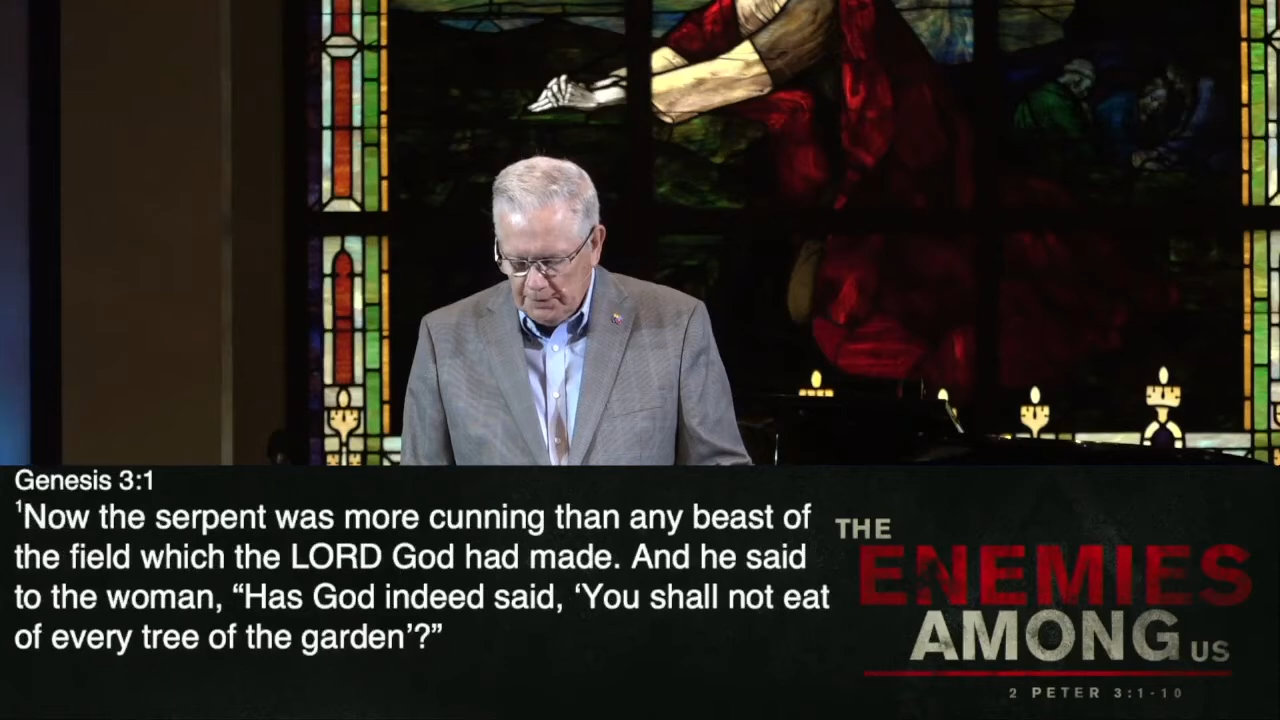 Genesis 3:1
¹Now the serpent was more cunning than any beast of
the field which the LORD God had made. And he said
to the woman, “Has God indeed said, ‘You shall not eat
of every tree of the garden’?”
THE
ENEMIES
AMONG US
2 PETER 3:1-10